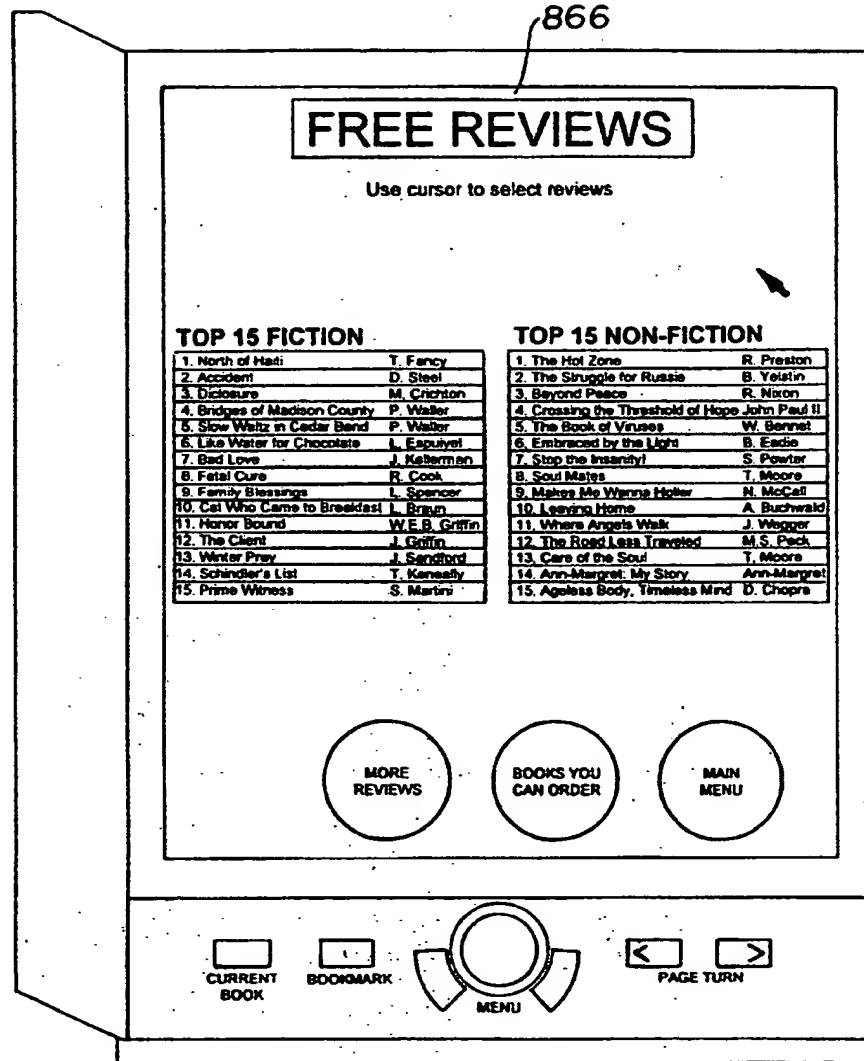 866
FREE REVIEWS
Use cursor to select reviews
TOP 15 FICTION
1. North of Haiti T. Fancy
2. Accident D. Steel
3. Diclosure M. Crichton
4. Bridges of Madison County P. Waller
5. Slow Waltz in Cedar Bend P. Waller
6. Like Water for Chocolate L. Esquivel
7. Bad Love J. Kellerman
8. Fatal Cure R. Cook
9. Family Blessings L. Spencer
10. Cat Who Came to Breakfast L. Braun
11. Honor Bound W.E.B. Griffin
12. The Client J. Griffin
13. Winter Prey J. Sandford
14. Schindler's List T. Keneally
15. Prime Witness S. Martini
TOP 15 NON-FICTION
1. The Hot Zone R. Preston
2. The Struggle for Russia B. Yelstin
3. Beyond Peace R. Nixon
4. Crossing the Threshold of Hope John Paul II
5. The Book of Viruses W. Bennet
6. Embraced by the Light B. Eadie
7. Stop the Insanity! S. Powter
8. Soul Mates T. Moore
9. Makes Me Wanna Holler N. McCall
10. Leaving Home A. Buchwald
11. Where Angels Walk J. Wegger
12. The Road Less Traveled M.S. Peck
13. Care of the Soul T. Moore
14. Ann-Margret: My Story Ann-Margret
15. Ageless Body, Timeless Mind D. Chopra
MORE
REVIEWS
BOOKS YOU
CAN ORDER
MAIN
MENU
CURRENT
BOOK
BOOKMARK
MENU
< >
PAGE TURN